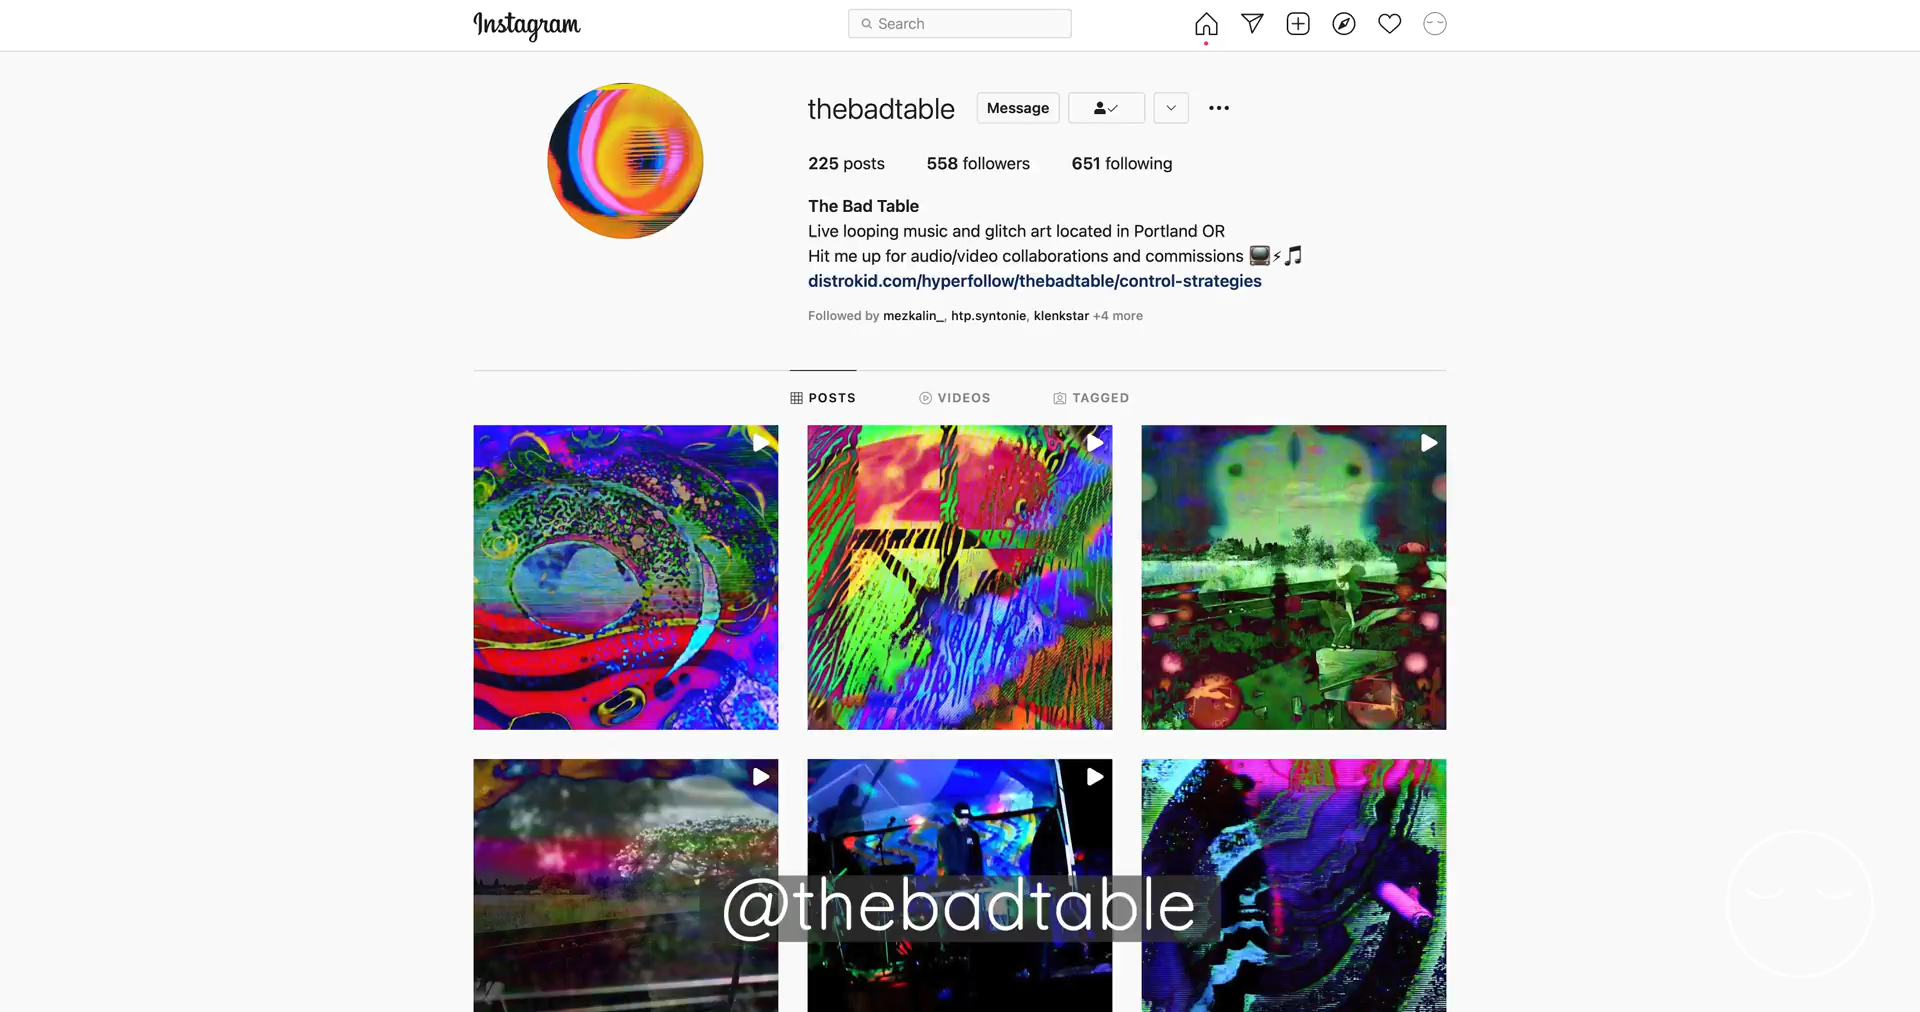 Instagram
Search
thebadtable
Message
225 posts 558 followers 651 following
The Bad Table
Live looping music and glitch art located in Portland OR
Hit me up for audio/video collaborations and commissions 📺⚡🎵
distrokid.com/hyperfollow/thebadtable/control-strategies
Followed by mezkalin_, htp.syntonie, klenkstar +4 more
POSTS VIDEOS TAGGED
@thebadtable